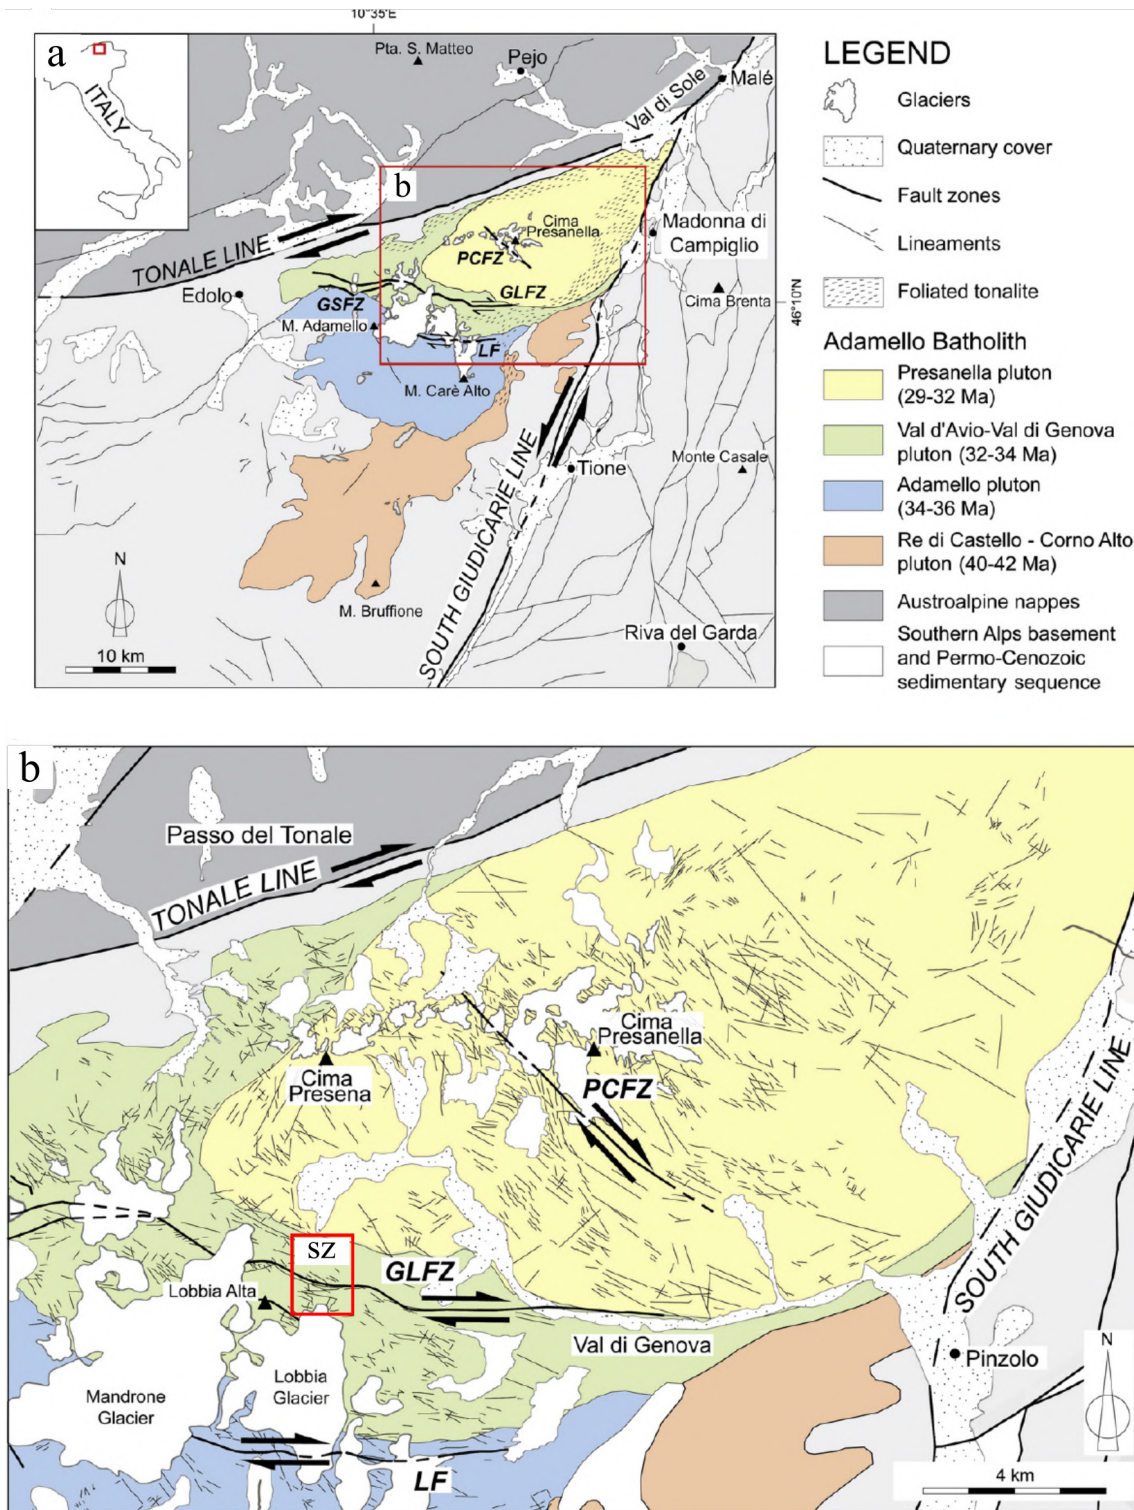 10°35'E
a
ITALY
Pta. S. Matteo
Pejo
Malé
Val di Sole
b
Cima
Presanella
PCFZ
Madonna di
Campiglio
TONALE LINE
GLFZ
Edolo
GSFZ
Cima Brenta
46°10'N
M. Adamello
LF
M. Carè Alto
Monte Casale
Tione
SOUTH GIUDICARIE LINE
N
M. Bruffione
Riva del Garda
10 km
LEGEND
Glaciers
Quaternary cover
Fault zones
Lineaments
Foliated tonalite
Adamello Batholith
Presanella pluton
(29-32 Ma)
Val d'Avio-Val di Genova
pluton (32-34 Ma)
Adamello pluton
(34-36 Ma)
Re di Castello - Corno Alto
pluton (40-42 Ma)
Austroalpine nappes
Southern Alps basement
and Permo-Cenozoic
sedimentary sequence
b
Passo del Tonale
TONALE LINE
Cima
Presanella
Cima
Presena
PCFZ
SOUTH GIUDICARIE LINE
sz
GLFZ
Lobbia Alta
Val di Genova
Pinzolo
N
Lobbia
Glacier
Mandrone
Glacier
LF
4 km